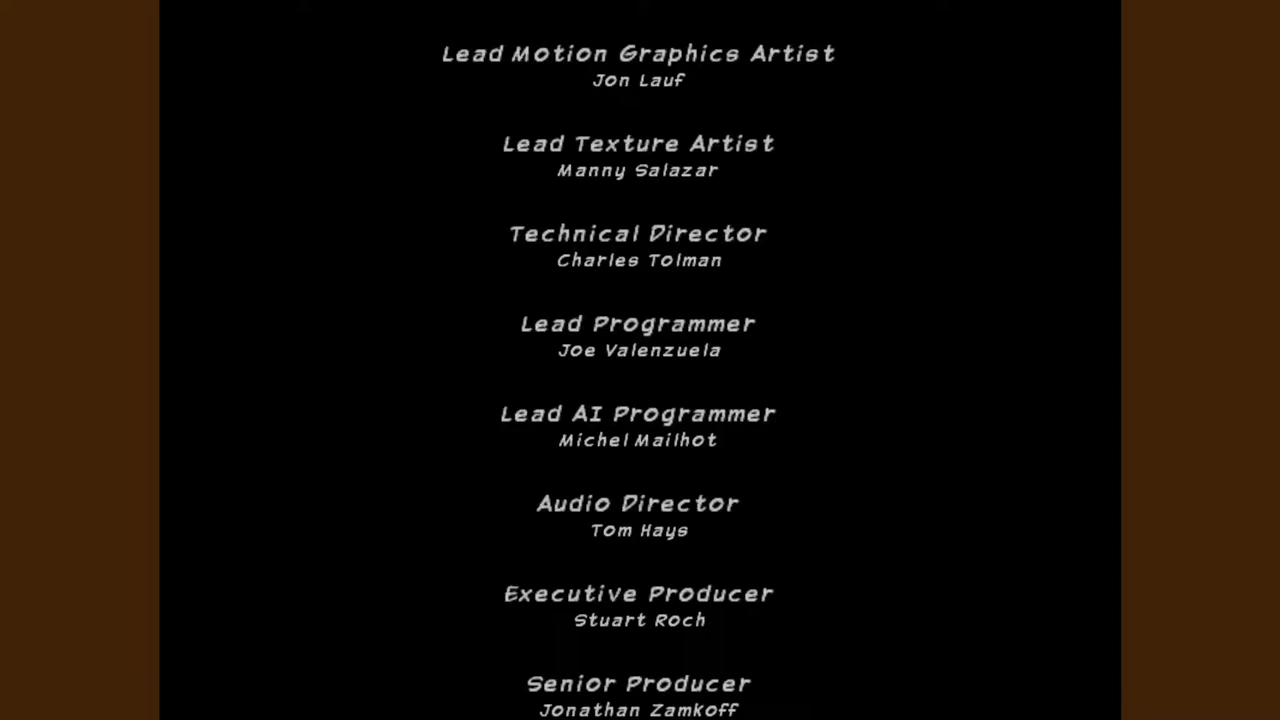 Lead Motion Graphics Artist
Jon Lauf
Lead Texture Artist
Manny Salazar
Technical Director
Charles Tolman
Lead Programmer
Joe Valenzuela
Lead AI Programmer
Michel Mailhot
Audio Director
Tom Hays
Executive Producer
Stuart Roch
Senior Producer
Jonathan Zamkoff